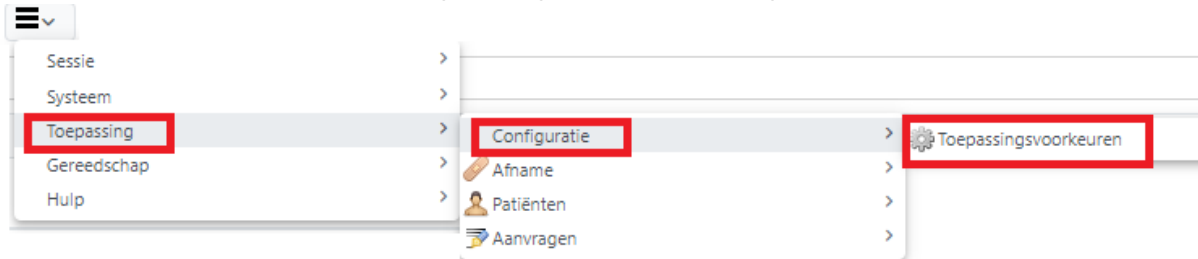 Sessie
Systeem
Toepassing
Gereedschap
Hulp
Configuratie
Afname
Patiënten
Aanvragen
Toepassingsvoorkeuren